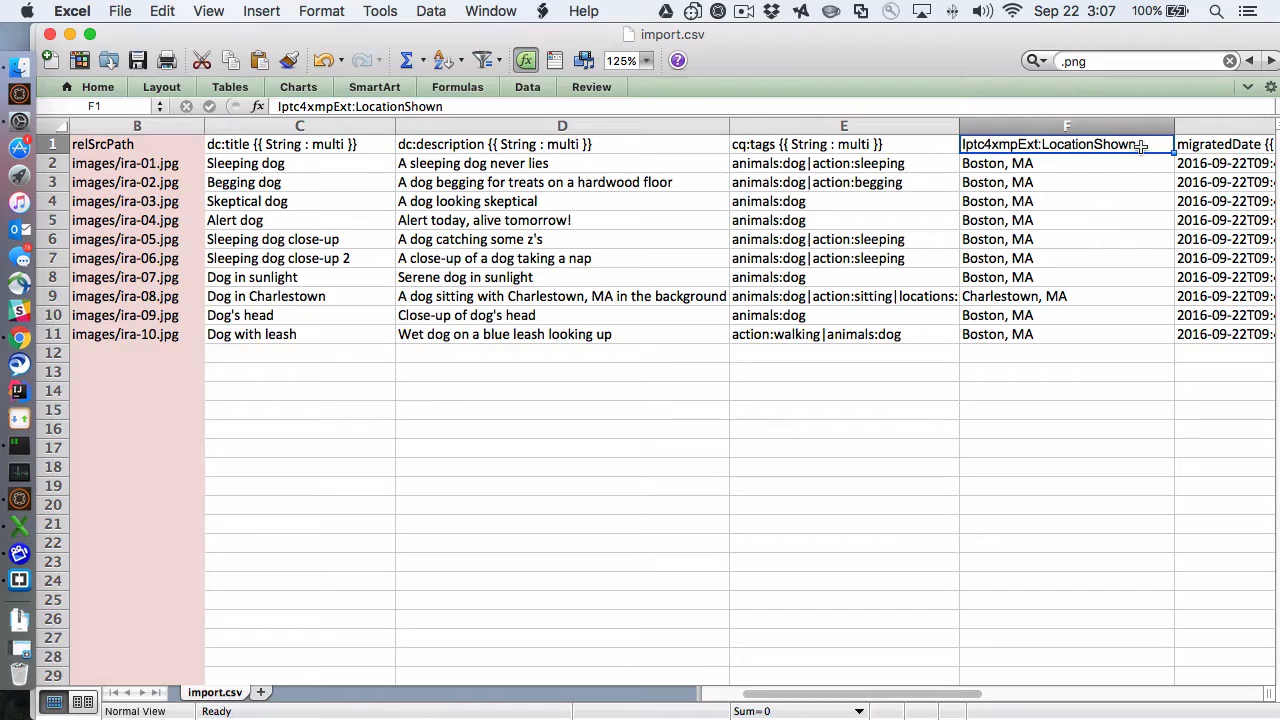 Excel File Edit View Insert Format Tools Data Window Help Sep 22 3:07 100%
import.csv
125% .png
Home Layout Tables Charts SmartArt Formulas Data Review
F1 fx Iptc4xmpExt:LocationShown
B C D E F
1 relSrcPath dc:title {{ String : multi }} dc:description {{ String : multi }} cq:tags {{ String : multi }} Iptc4xmpExt:LocationShown migratedDate {{
2 images/ira-01.jpg Sleeping dog A sleeping dog never lies animals:dog|action:sleeping Boston, MA 2016-09-22T09:
3 images/ira-02.jpg Begging dog A dog begging for treats on a hardwood floor animals:dog|action:begging Boston, MA 2016-09-22T09:
4 images/ira-03.jpg Skeptical dog A dog looking skeptical animals:dog Boston, MA 2016-09-22T09:
5 images/ira-04.jpg Alert dog Alert today, alive tomorrow! animals:dog Boston, MA 2016-09-22T09:
6 images/ira-05.jpg Sleeping dog close-up A dog catching some z's animals:dog|action:sleeping Boston, MA 2016-09-22T09:
7 images/ira-06.jpg Sleeping dog close-up 2 A close-up of a dog taking a nap animals:dog|action:sleeping Boston, MA 2016-09-22T09:
8 images/ira-07.jpg Dog in sunlight Serene dog in sunlight animals:dog Boston, MA 2016-09-22T09:
9 images/ira-08.jpg Dog in Charlestown A dog sitting with Charlestown, MA in the background animals:dog|action:sitting|locations: Charlestown, MA 2016-09-22T09:
10 images/ira-09.jpg Dog's head Close-up of dog's head animals:dog Boston, MA 2016-09-22T09:
11 images/ira-10.jpg Dog with leash Wet dog on a blue leash looking up action:walking|animals:dog Boston, MA 2016-09-22T09:
12
13
14
15
16
17
18
19
20
21
22
23
24
25
26
27
28
29
import.csv
Normal View Ready Sum=0